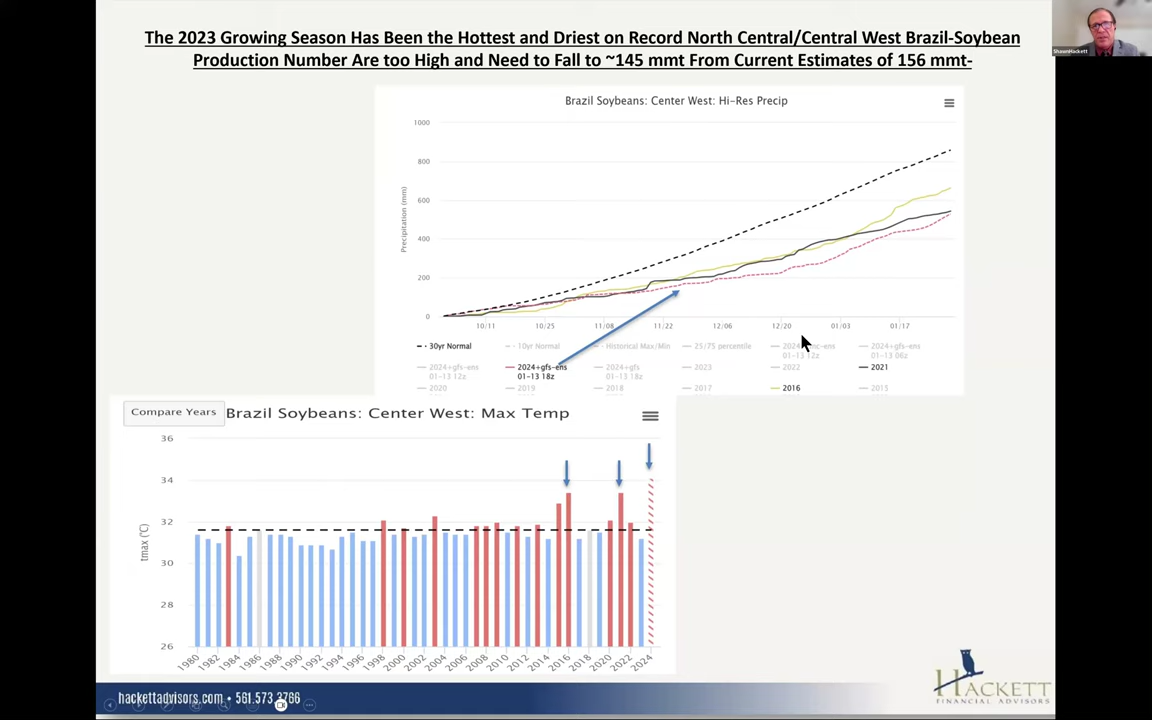 The 2023 Growing Season Has Been the Hottest and Driest on Record North Central/Central West Brazil-Soybean
Production Number Are too High and Need to Fall to ~145 mmt From Current Estimates of 156 mmt-
ShawnHackett
Brazil Soybeans: Center West: Hi-Res Precip
Precipitation (mm)
1000
800
600
400
200
0
10/11 10/25 11/08 11/22 12/06 12/20 01/03 01/17
30yr Normal 10yr Normal Historical Max/Min 25/75 percentile 2024+gfs-ens
01-13 12z 01-13 06z
2024+gfs-ens 2024+gfs-ens 2024+gfs 2023 2022 2021
01-13 12z 01-13 18z 01-13 18z
2020 2019 2018 2017 2016 2015
Compare Years
Brazil Soybeans: Center West: Max Temp
tmax (°C)
36
34
32
30
28
26
1980 1982 1984 1986 1988 1990 1992 1994 1996 1998 2000 2002 2004 2006 2008 2010 2012 2014 2016 2018 2020 2022 2024
hackettadvisors.com • 561.573.3766
HACKETT
FINANCIAL ADVISORS